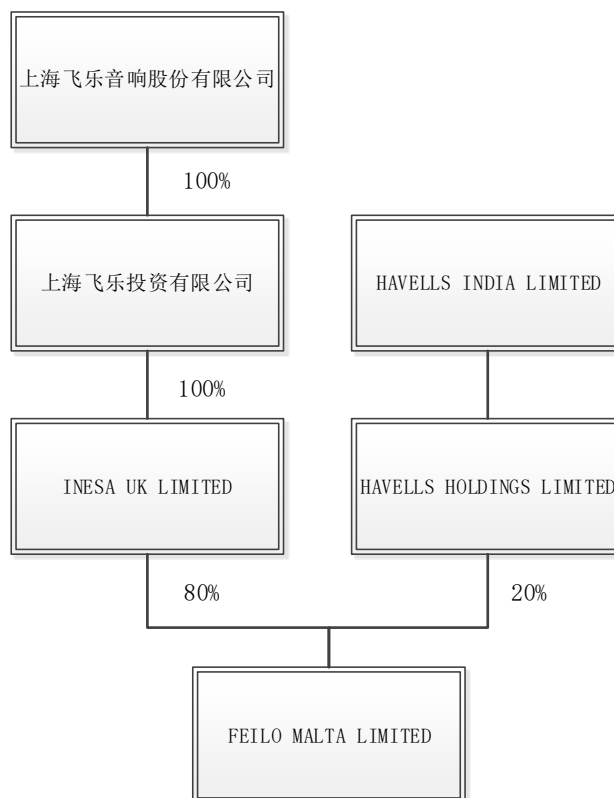 上海飞乐音响股份有限公司
100%
上海飞乐投资有限公司
HAVELLS INDIA LIMITED
100%
INESA UK LIMITED
HAVELLS HOLDINGS LIMITED
80%
20%
FEILO MALTA LIMITED